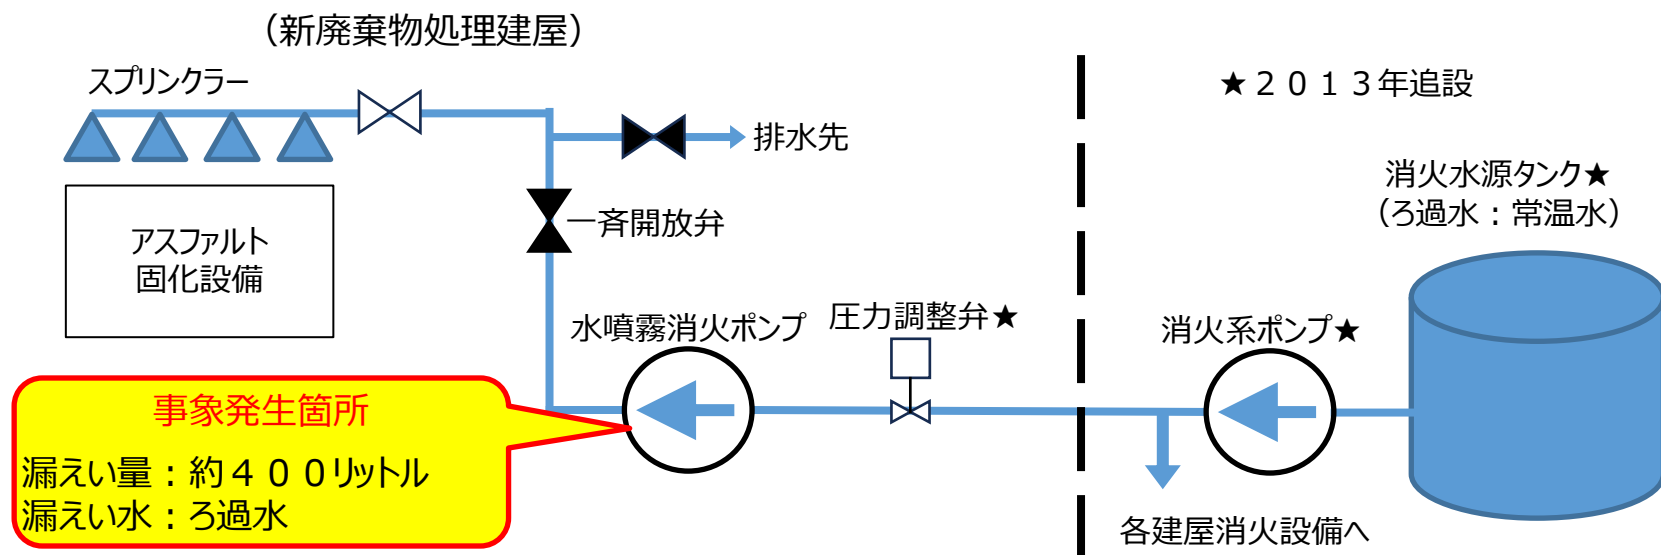 （新廃棄物処理建屋）
スプリンクラー
排水先
一斉開放弁
アスファルト
固化設備
水噴霧消火ポンプ
圧力調整弁★
事象発生箇所
漏えい量：約４００リットル
漏えい水：ろ過水
★２０１３年追設
消火水源タンク★
（ろ過水：常温水）
消火系ポンプ★
各建屋消火設備へ